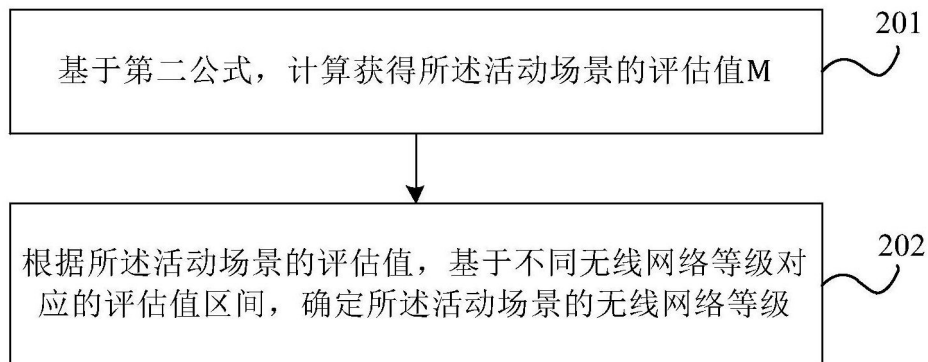 201
基于第二公式，计算获得所述活动场景的评估值M
202
根据所述活动场景的评估值，基于不同无线网络等级对
应的评估值区间，确定所述活动场景的无线网络等级